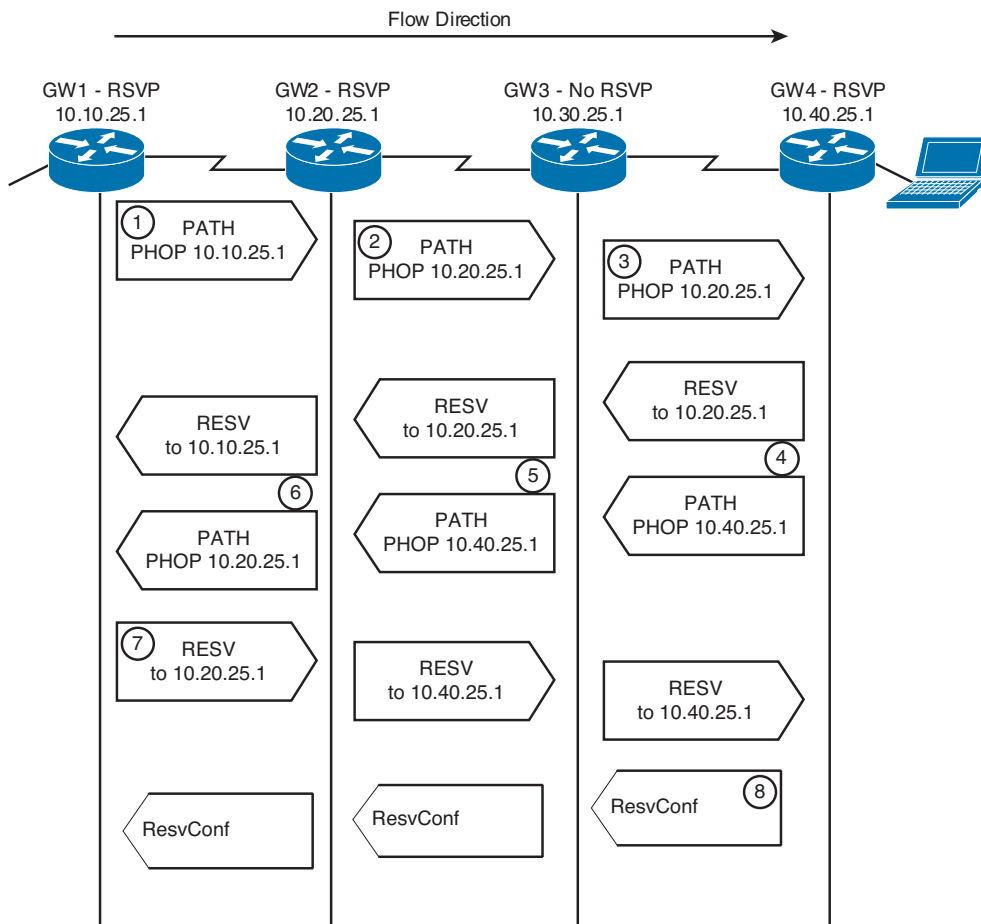 Flow Direction
GW1 - RSVP
10.10.25.1
GW2 - RSVP
10.20.25.1
GW3 - No RSVP
10.30.25.1
GW4 - RSVP
10.40.25.1
1
PATH
PHOP 10.10.25.1
2
PATH
PHOP 10.20.25.1
3
PATH
PHOP 10.20.25.1
RESV
to 10.20.25.1
4
PATH
PHOP 10.40.25.1
RESV
to 10.20.25.1
5
PATH
PHOP 10.40.25.1
RESV
to 10.10.25.1
6
PATH
PHOP 10.20.25.1
7
RESV
to 10.20.25.1
RESV
to 10.40.25.1
RESV
to 10.40.25.1
8
ResvConf
ResvConf
ResvConf